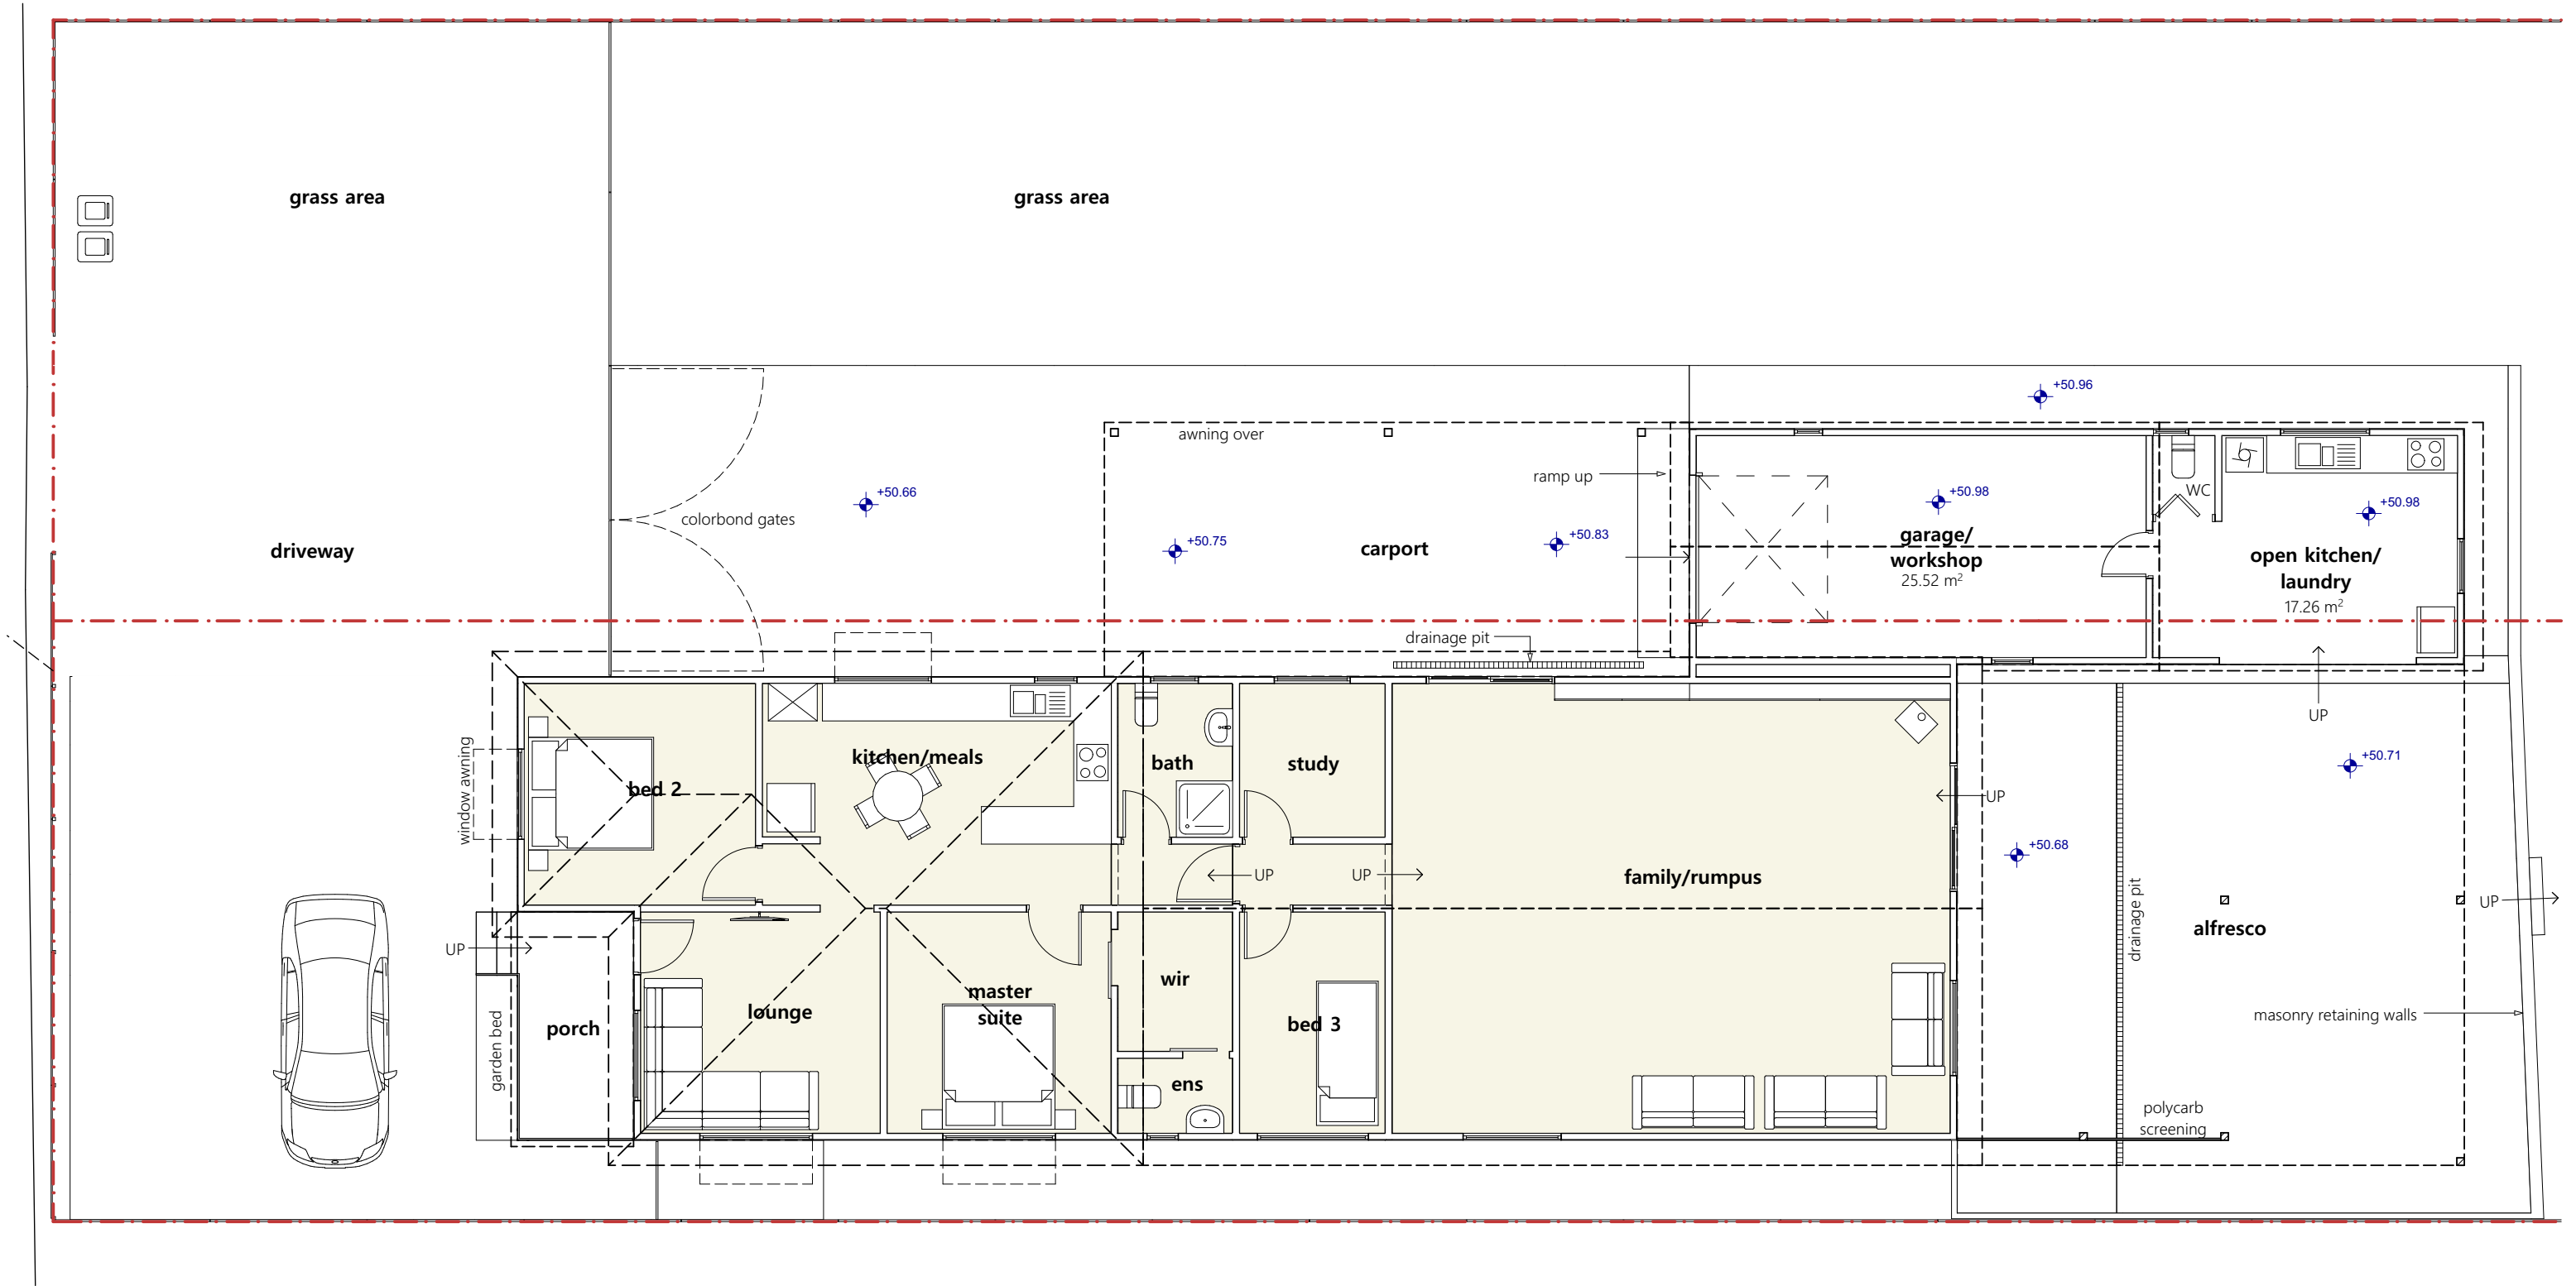 grass area
grass area
+50.96
awning over
ramp up
+50.66
+50.98
WC
+50.98
colorbond gates
+50.75
+50.83
driveway
carport
garage/
workshop
25.52 m²
open kitchen/
laundry
17.26 m²
drainage pit
UP
window awning
bed 2
kitchen/meals
bath
study
+50.71
UP
+50.68
UP
UP
family/rumpus
drainage pit
UP
alfresco
UP
garden bed
porch
lounge
master
suite
wir
bed 3
masonry retaining walls
ens
polycarb
screening